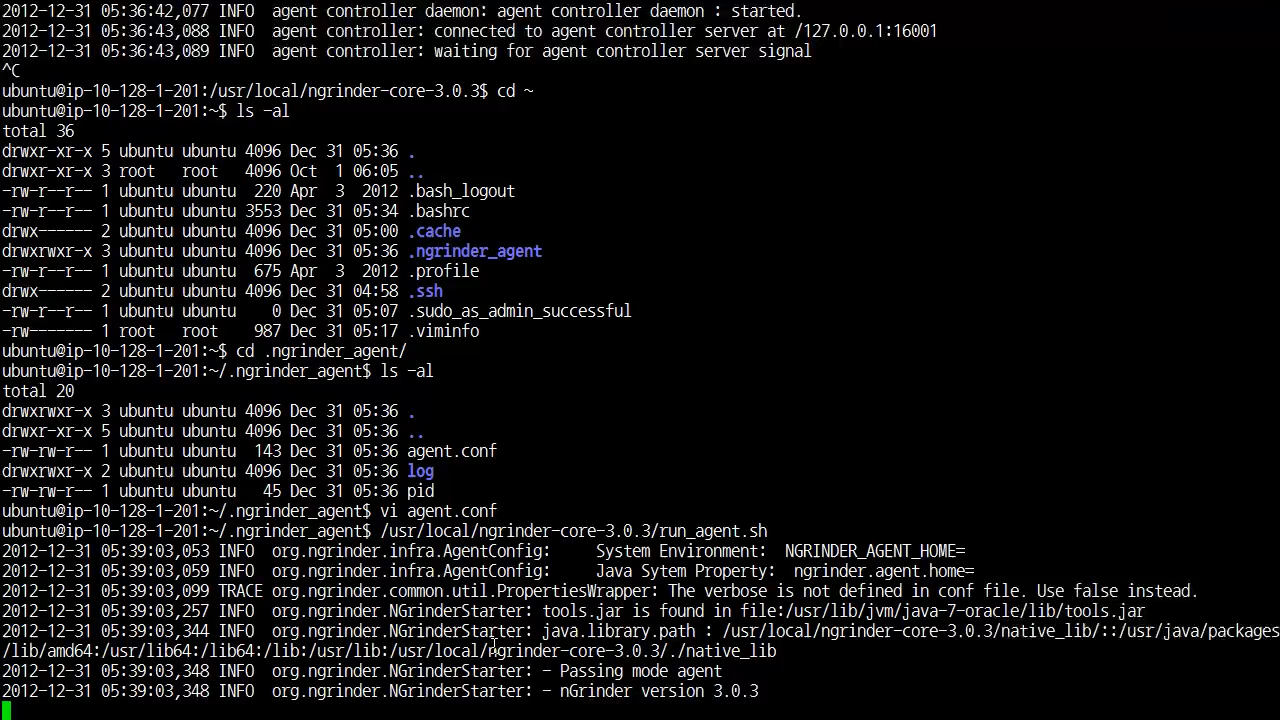 2012-12-31 05:36:42,077 INFO  agent controller daemon: agent controller daemon : started.
2012-12-31 05:36:43,088 INFO  agent controller: connected to agent controller server at /127.0.0.1:16001
2012-12-31 05:36:43,089 INFO  agent controller: waiting for agent controller server signal
^C
ubuntu@ip-10-128-1-201:/usr/local/ngrinder-core-3.0.3$ cd ~
ubuntu@ip-10-128-1-201:~$ ls -al
total 36
drwxr-xr-x 5 ubuntu ubuntu 4096 Dec 31 05:36 .
drwxr-xr-x 3 root   root   4096 Oct  1 06:05 ..
-rw-r--r-- 1 ubuntu ubuntu  220 Apr  3  2012 .bash_logout
-rw-r--r-- 1 ubuntu ubuntu 3553 Dec 31 05:34 .bashrc
drwx------ 2 ubuntu ubuntu 4096 Dec 31 05:00 .cache
drwxrwxr-x 3 ubuntu ubuntu 4096 Dec 31 05:36 .ngrinder_agent
-rw-r--r-- 1 ubuntu ubuntu  675 Apr  3  2012 .profile
drwx------ 2 ubuntu ubuntu 4096 Dec 31 04:58 .ssh
-rw-r--r-- 1 ubuntu ubuntu    0 Dec 31 05:07 .sudo_as_admin_successful
-rw------- 1 root   root    987 Dec 31 05:17 .viminfo
ubuntu@ip-10-128-1-201:~$ cd .ngrinder_agent/
ubuntu@ip-10-128-1-201:~/.ngrinder_agent$ ls -al
total 20
drwxrwxr-x 3 ubuntu ubuntu 4096 Dec 31 05:36 .
drwxr-xr-x 5 ubuntu ubuntu 4096 Dec 31 05:36 ..
-rw-rw-r-- 1 ubuntu ubuntu  143 Dec 31 05:36 agent.conf
drwxrwxr-x 2 ubuntu ubuntu 4096 Dec 31 05:36 log
-rw-rw-r-- 1 ubuntu ubuntu   45 Dec 31 05:36 pid
ubuntu@ip-10-128-1-201:~/.ngrinder_agent$ vi agent.conf
ubuntu@ip-10-128-1-201:~/.ngrinder_agent$ /usr/local/ngrinder-core-3.0.3/run_agent.sh
2012-12-31 05:39:03,053 INFO  org.ngrinder.infra.AgentConfig:     System Environment:  NGRINDER_AGENT_HOME=
2012-12-31 05:39:03,059 INFO  org.ngrinder.infra.AgentConfig:     Java Sytem Property:  ngrinder.agent.home=
2012-12-31 05:39:03,099 TRACE org.ngrinder.common.util.PropertiesWrapper: The verbose is not defined in conf file. Use false instead.
2012-12-31 05:39:03,257 INFO  org.ngrinder.NGrinderStarter: tools.jar is found in file:/usr/lib/jvm/java-7-oracle/lib/tools.jar
2012-12-31 05:39:03,344 INFO  org.ngrinder.NGrinderStarter: java.library.path : /usr/local/ngrinder-core-3.0.3/native_lib/::/usr/java/packages
/lib/amd64:/usr/lib64:/lib64:/lib:/usr/lib:/usr/local/ngrinder-core-3.0.3/./native_lib
2012-12-31 05:39:03,348 INFO  org.ngrinder.NGrinderStarter: - Passing mode agent
2012-12-31 05:39:03,348 INFO  org.ngrinder.NGrinderStarter: - nGrinder version 3.0.3